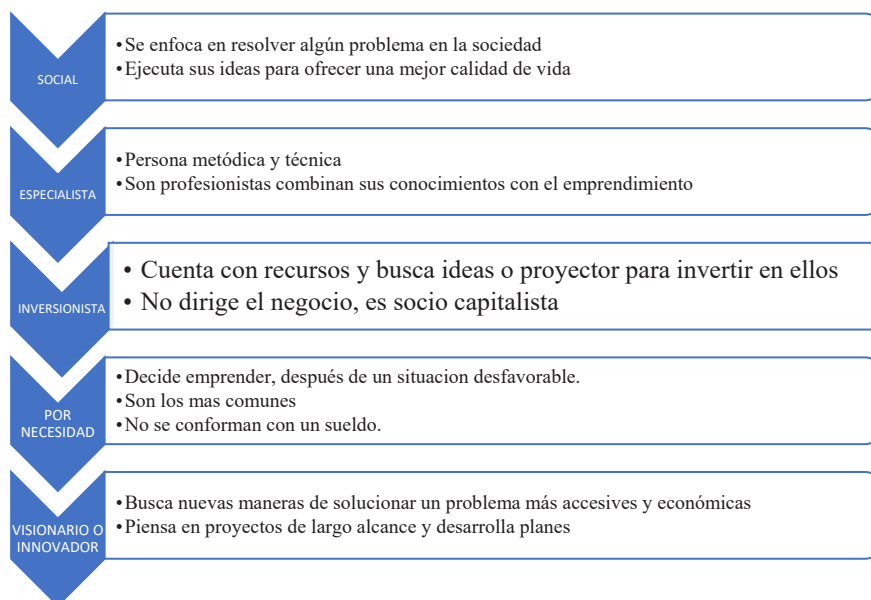 SOCIAL
•Se enfoca en resolver algún problema en la sociedad
•Ejecuta sus ideas para ofrecer una mejor calidad de vida
ESPECIALISTA
•Persona metódica y técnica
•Son profesionistas combinan sus conocimientos con el emprendimiento
INVERSIONISTA
• Cuenta con recursos y busca ideas o proyector para invertir en ellos
• No dirige el negocio, es socio capitalista
POR
NECESIDAD
•Decide emprender, después de un situacion desfavorable.
•Son los mas comunes
•No se conforman con un sueldo.
VISIONARIO O
INNOVADOR
•Busca nuevas maneras de solucionar un problema más accesives y económicas
•Piensa en proyectos de largo alcance y desarrolla planes